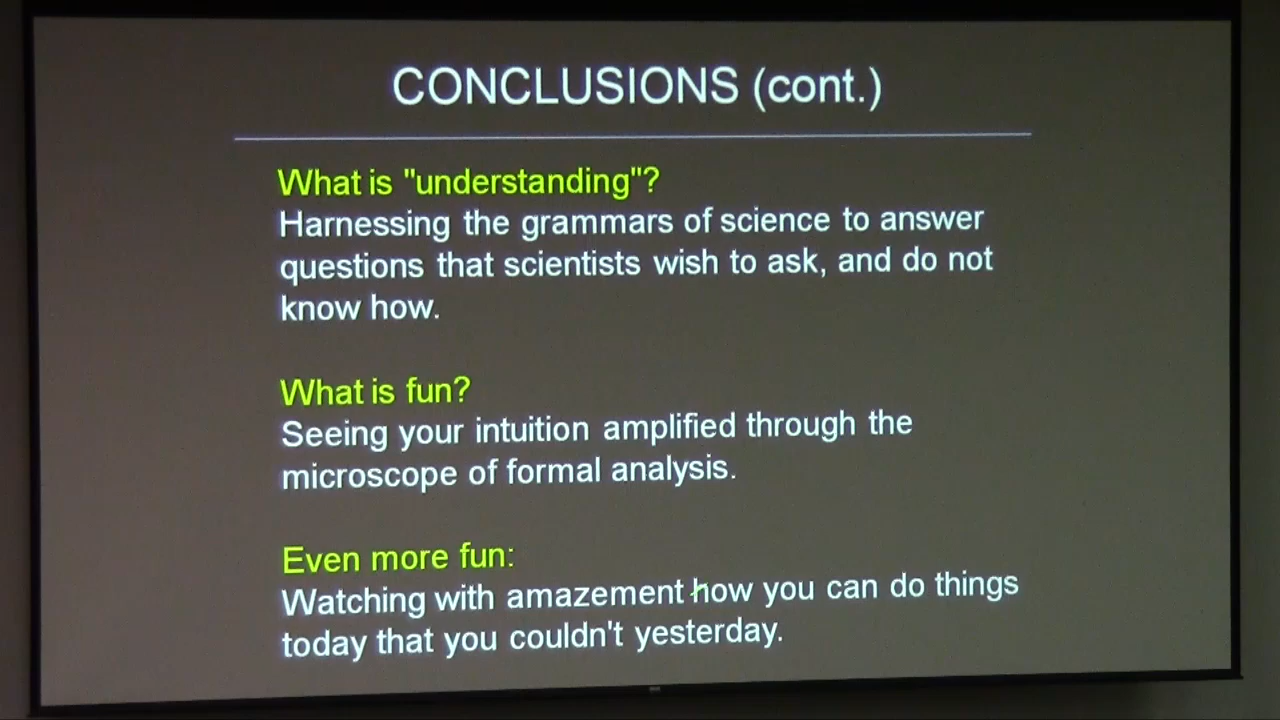 CONCLUSIONS (cont.)
What is "understanding"?
Harnessing the grammars of science to answer
questions that scientists wish to ask, and do not
know how.
What is fun?
Seeing your intuition amplified through the
microscope of formal analysis.
Even more fun:
Watching with amazement how you can do things
today that you couldn't yesterday.